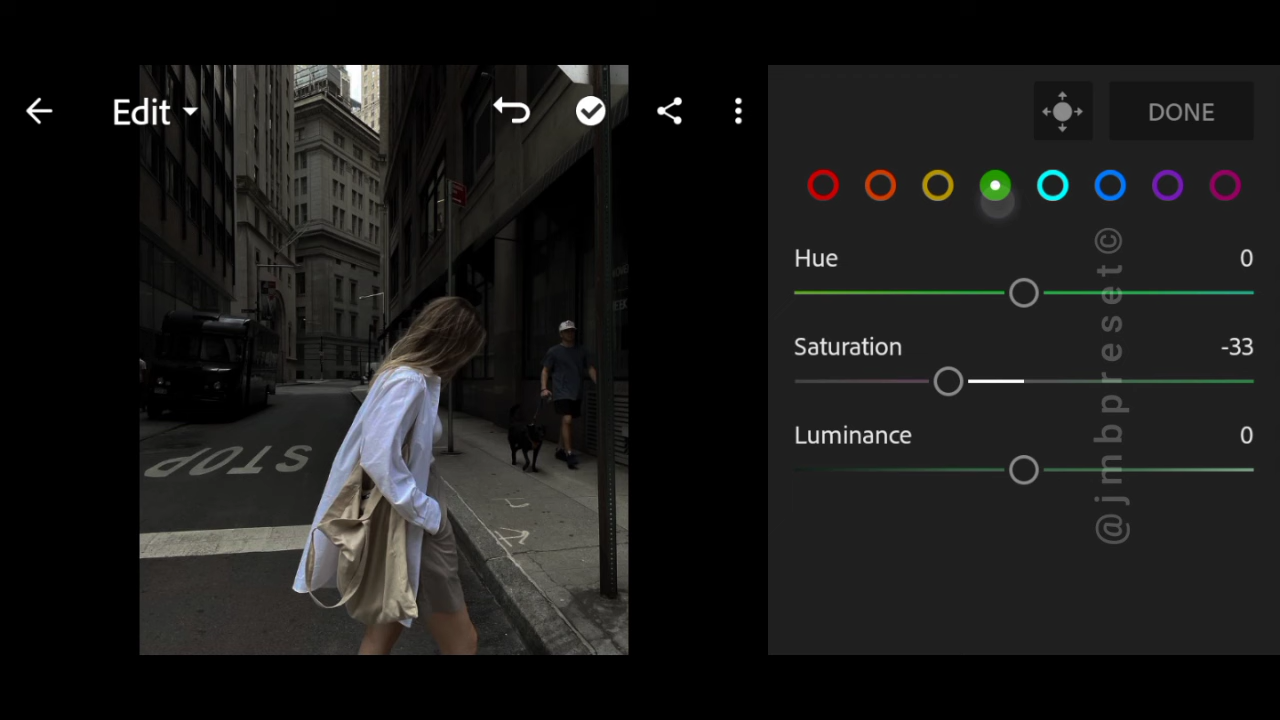 Edit
DONE
Hue 0
Saturation -33
Luminance 0
@jmbpreset©
STOP